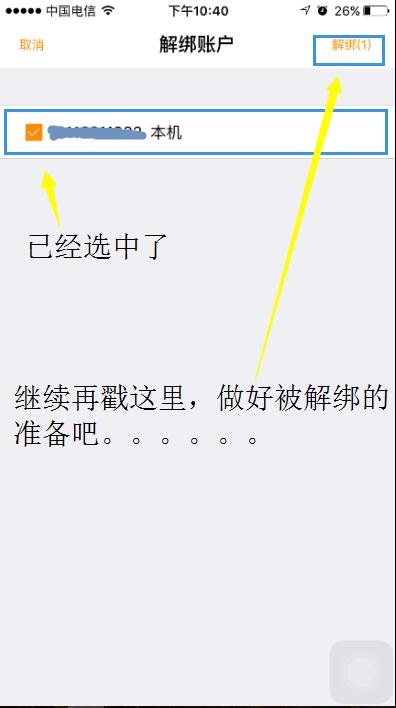 中国电信 下午10:40 26%
取消 解绑账户 解绑(1)
本机
已经选中了
继续再戳这里，做好被解绑的
准备吧。。。。。。